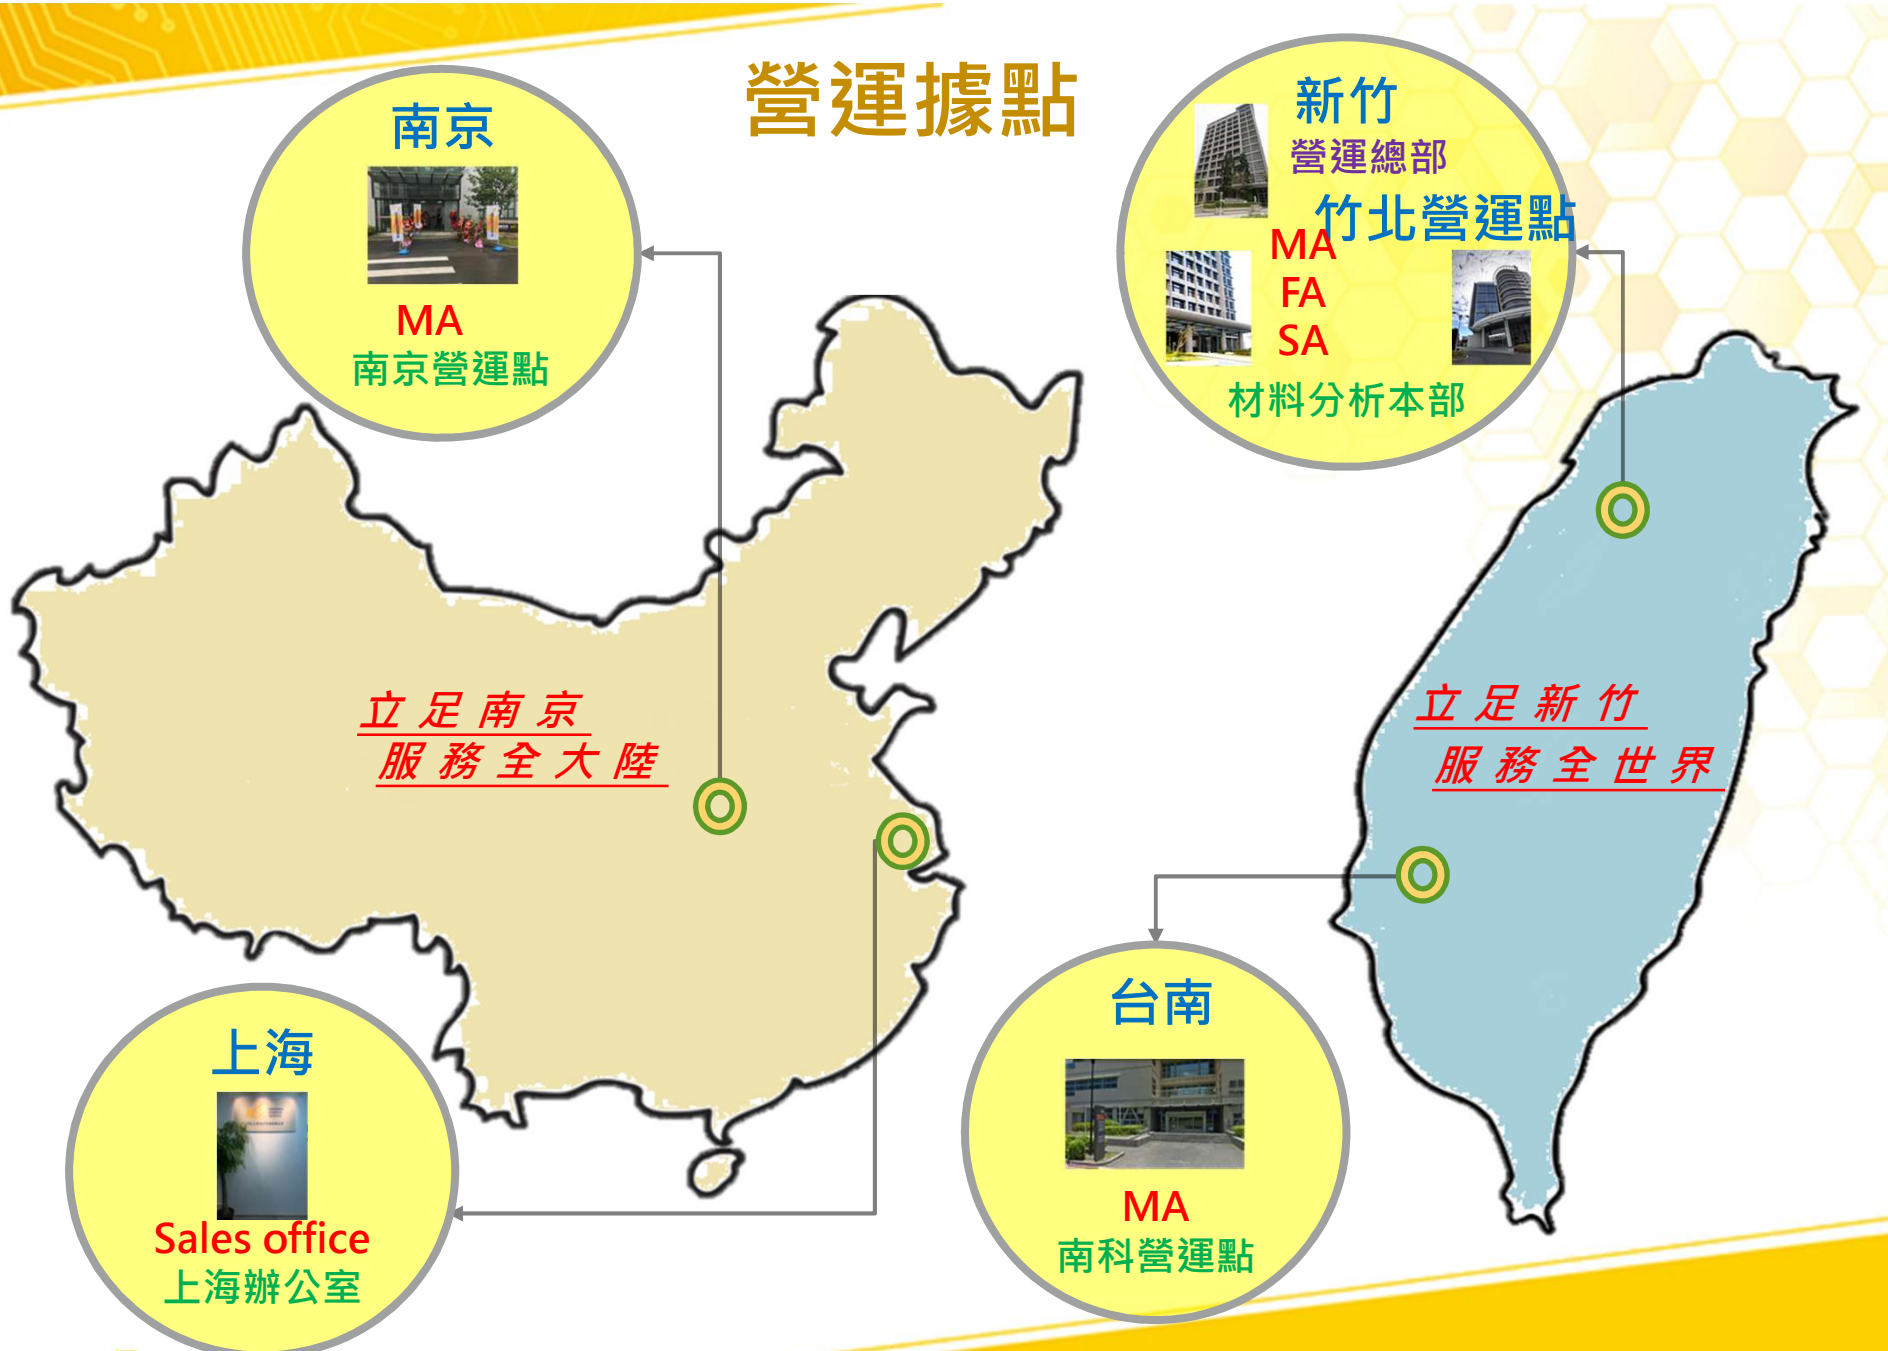 營運據點
南京
MA
南京營運點
新竹
營運總部
竹北營運點
MA
FA
SA
材料分析本部
立足南京
服務全大陸
立足新竹
服務全世界
上海
Sales office
上海辦公室
台南
MA
南科營運點